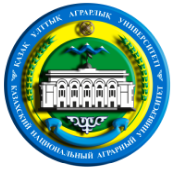 ҚАЗАҚ ҰЛТТЫҚ АГРАРЛЫҚ УНИВЕРСИТЕТІ
КАЗАХСКИЙ НАЦИОНАЛЬНЫЙ АГРАРНЫЙ УНИВЕРСИТЕТ